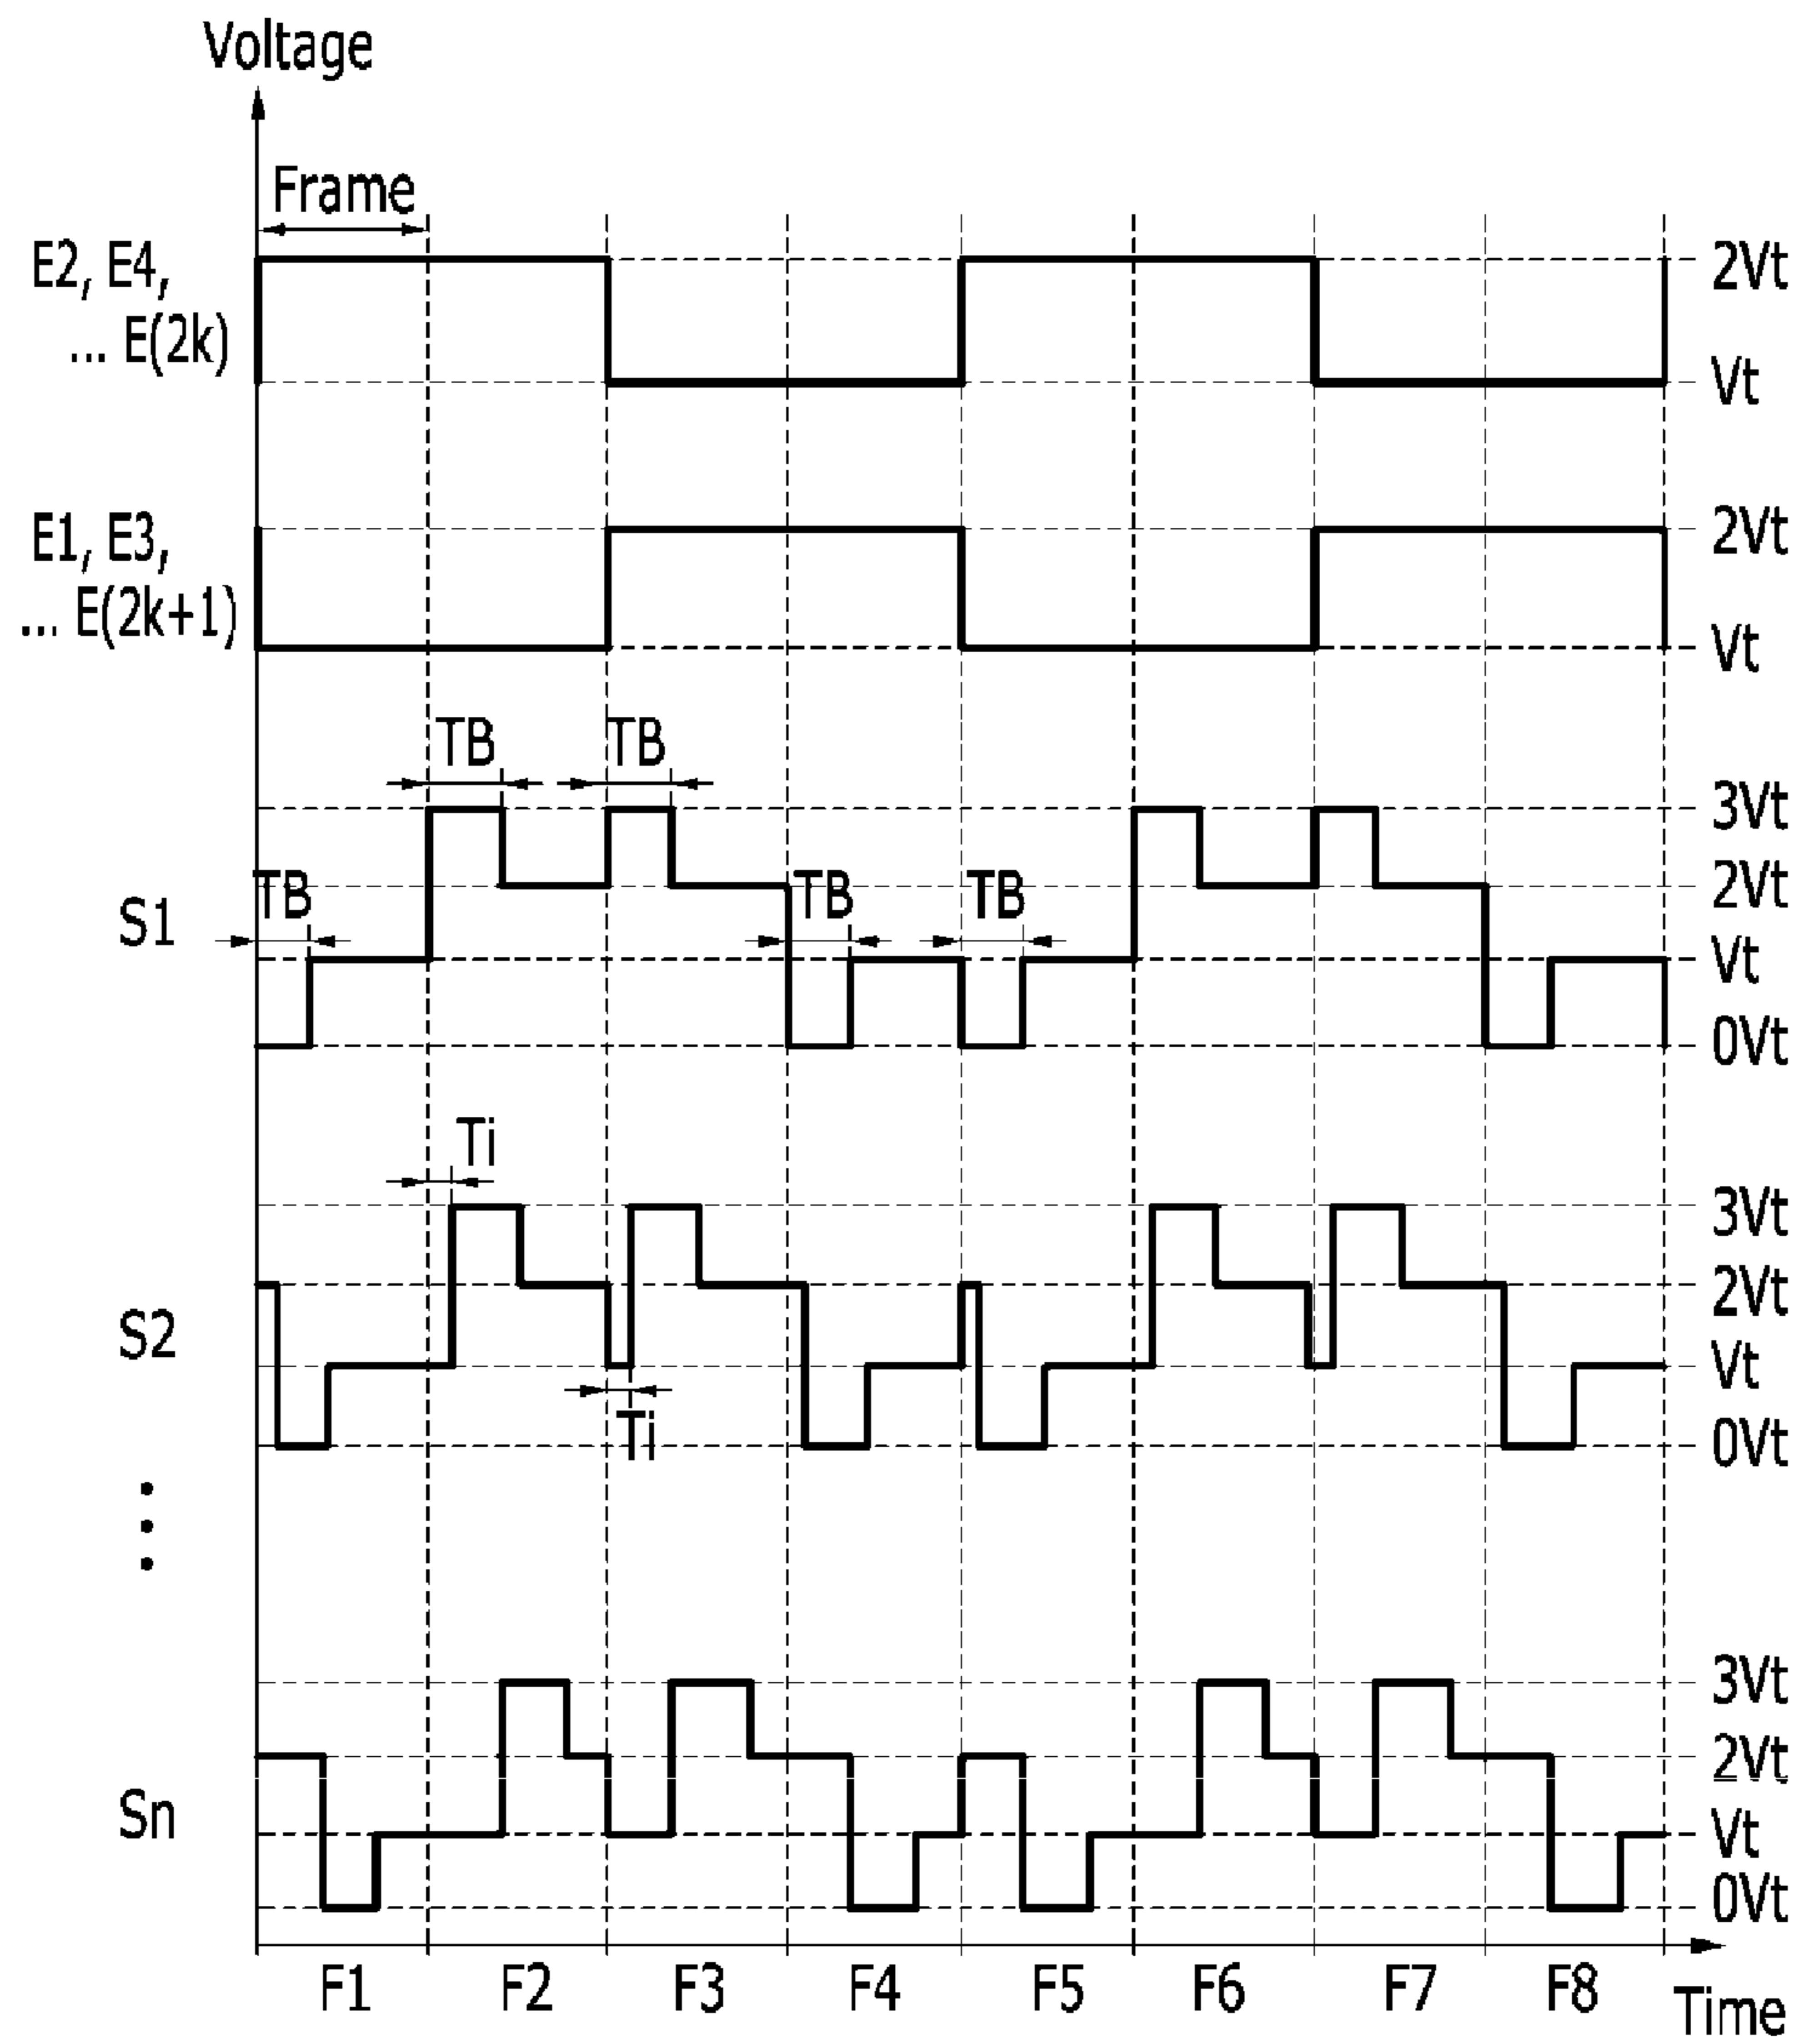 Voltage
Frame
E2, E4,
... E(2k)
2Vt
Vt
E1, E3,
... E(2k+1)
2Vt
Vt
TB TB
TB TB TB
S1
3Vt
2Vt
Vt
0Vt
Ti
S2
Ti
3Vt
2Vt
Vt
0Vt
Sn
3Vt
2Vt
Vt
0Vt
F1 F2 F3 F4 F5 F6 F7 F8
Time